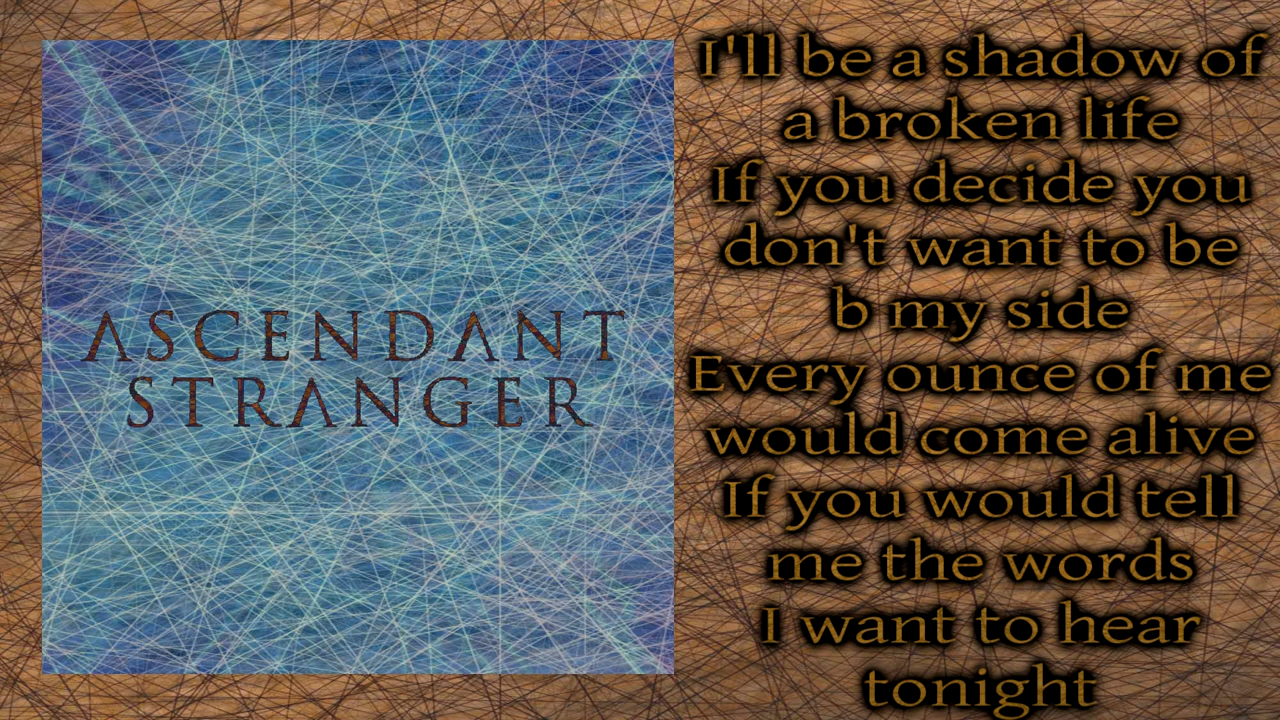 ASCENDANT
STRANGER
I'll be a shadow of
a broken life
If you decide you
don't want to be
b my side
Every ounce of me
would come alive
If you would tell
me the words
I want to hear
tonight